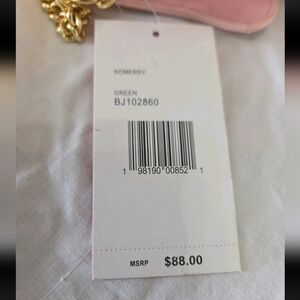 XOMERRY
GREEN
BJ102860
1 98190 00852 1
MSRP $88.00